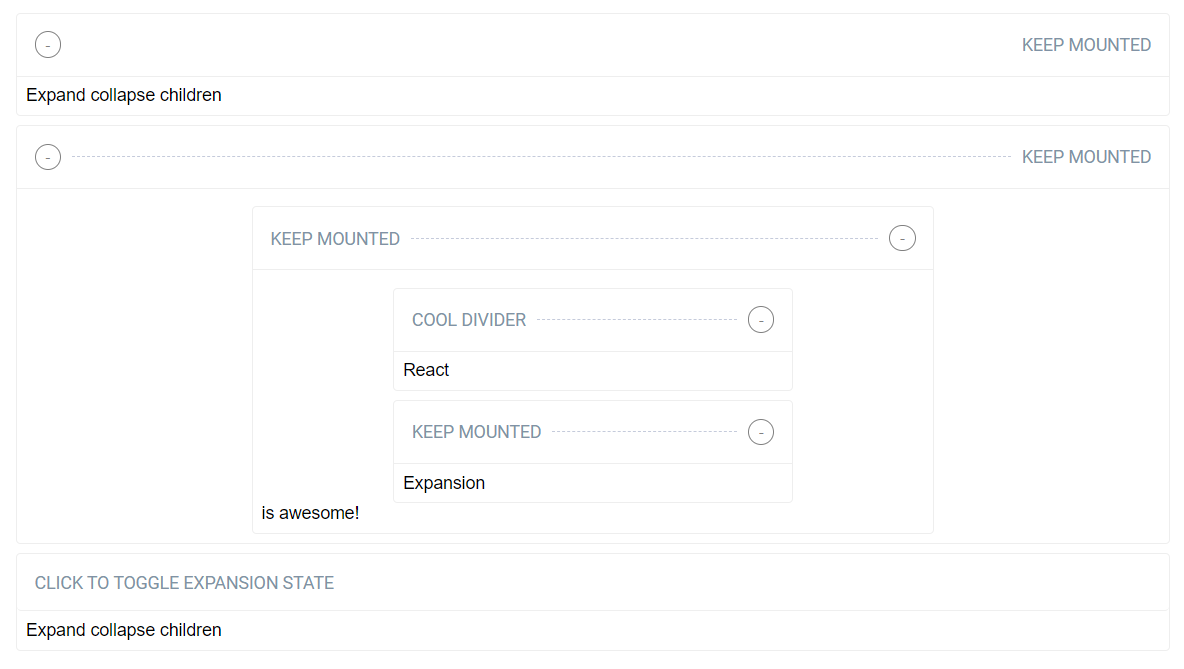 - KEEP MOUNTED
Expand collapse children
- KEEP MOUNTED
KEEP MOUNTED -
COOL DIVIDER -
React
KEEP MOUNTED -
Expansion
is awesome!
CLICK TO TOGGLE EXPANSION STATE
Expand collapse children